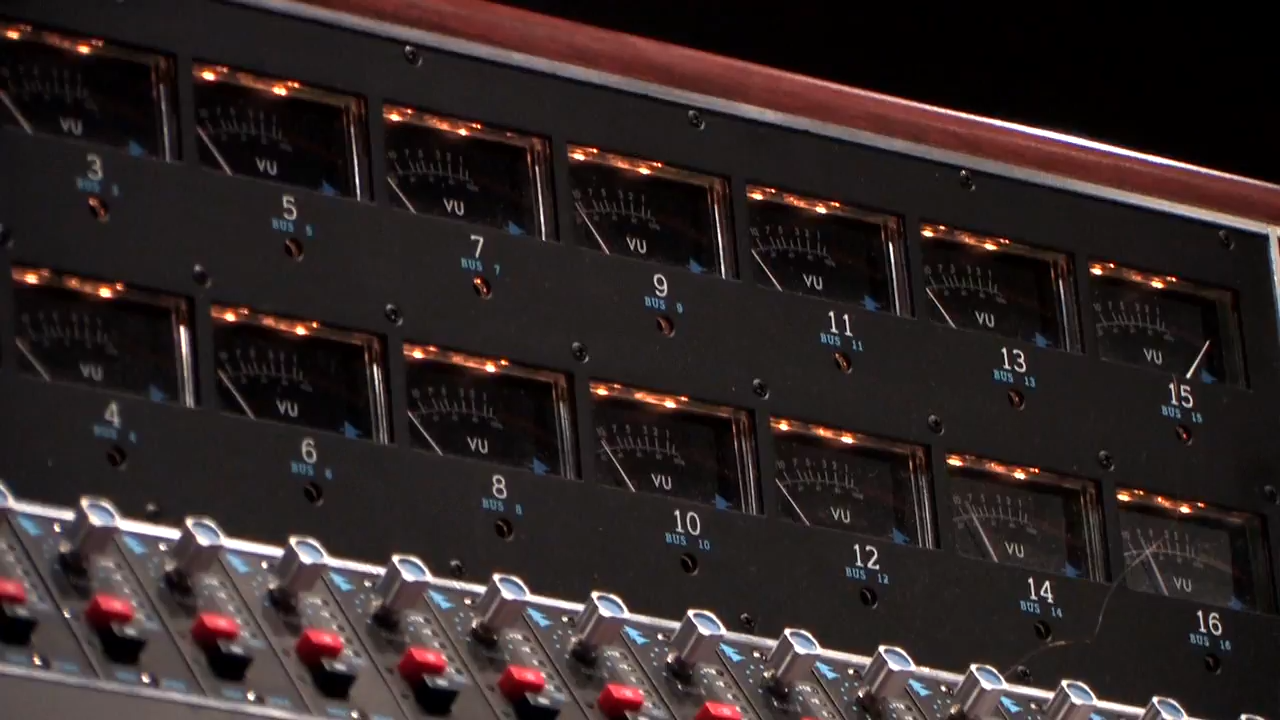 VU
3
BUS 3
VU
5
BUS 5
VU
7
BUS 7
VU
9
BUS 9
VU
11
BUS 11
VU
13
BUS 13
VU
15
BUS 15
VU
4
BUS 4
VU
6
BUS 6
VU
8
BUS 8
VU
10
BUS 10
VU
12
BUS 12
VU
14
BUS 14
VU
16
BUS 16